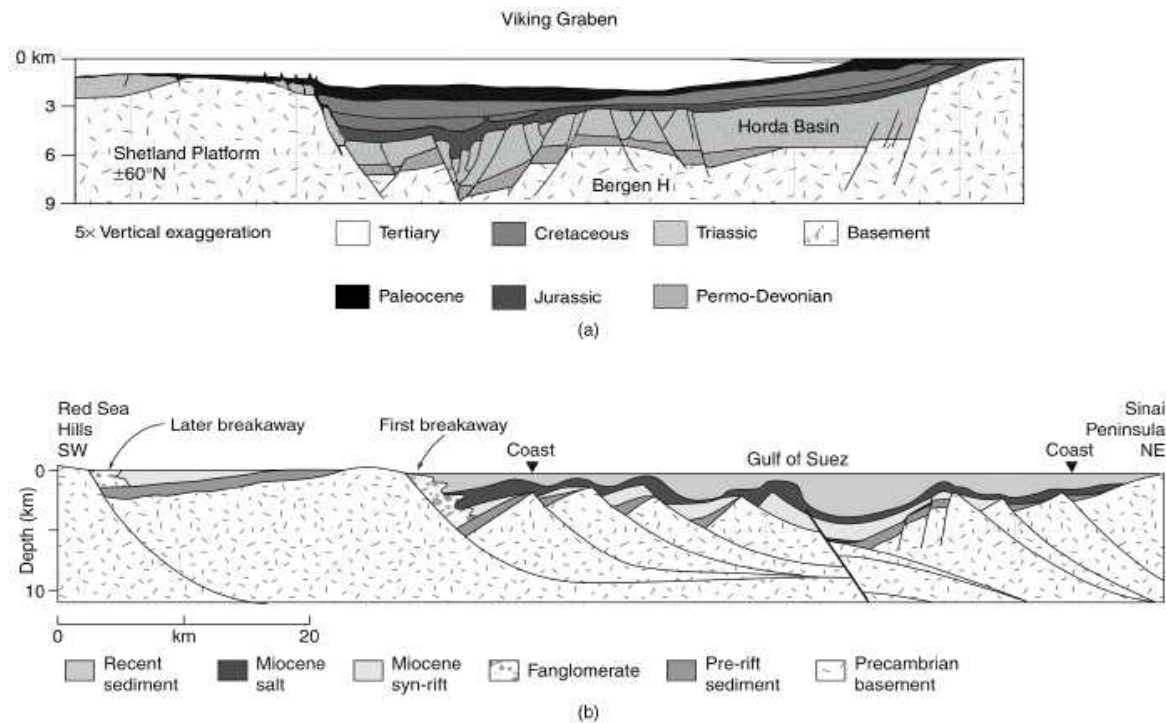 Viking Graben
0 km
3
6
9
Shetland Platform
±60°N
Horda Basin
Bergen H
5× Vertical exaggeration
Tertiary
Cretaceous
Triassic
Basement
Paleocene
Jurassic
Permo-Devonian
(a)
Red Sea
Hills
SW
Later breakaway
First breakaway
Coast
Gulf of Suez
Coast
Sinai
Peninsula
NE
0
Depth (km)
10
0
km
20
Recent
sediment
Miocene
salt
Miocene
syn-rift
Fanglomerate
Pre-rift
sediment
Precambrian
basement
(b)